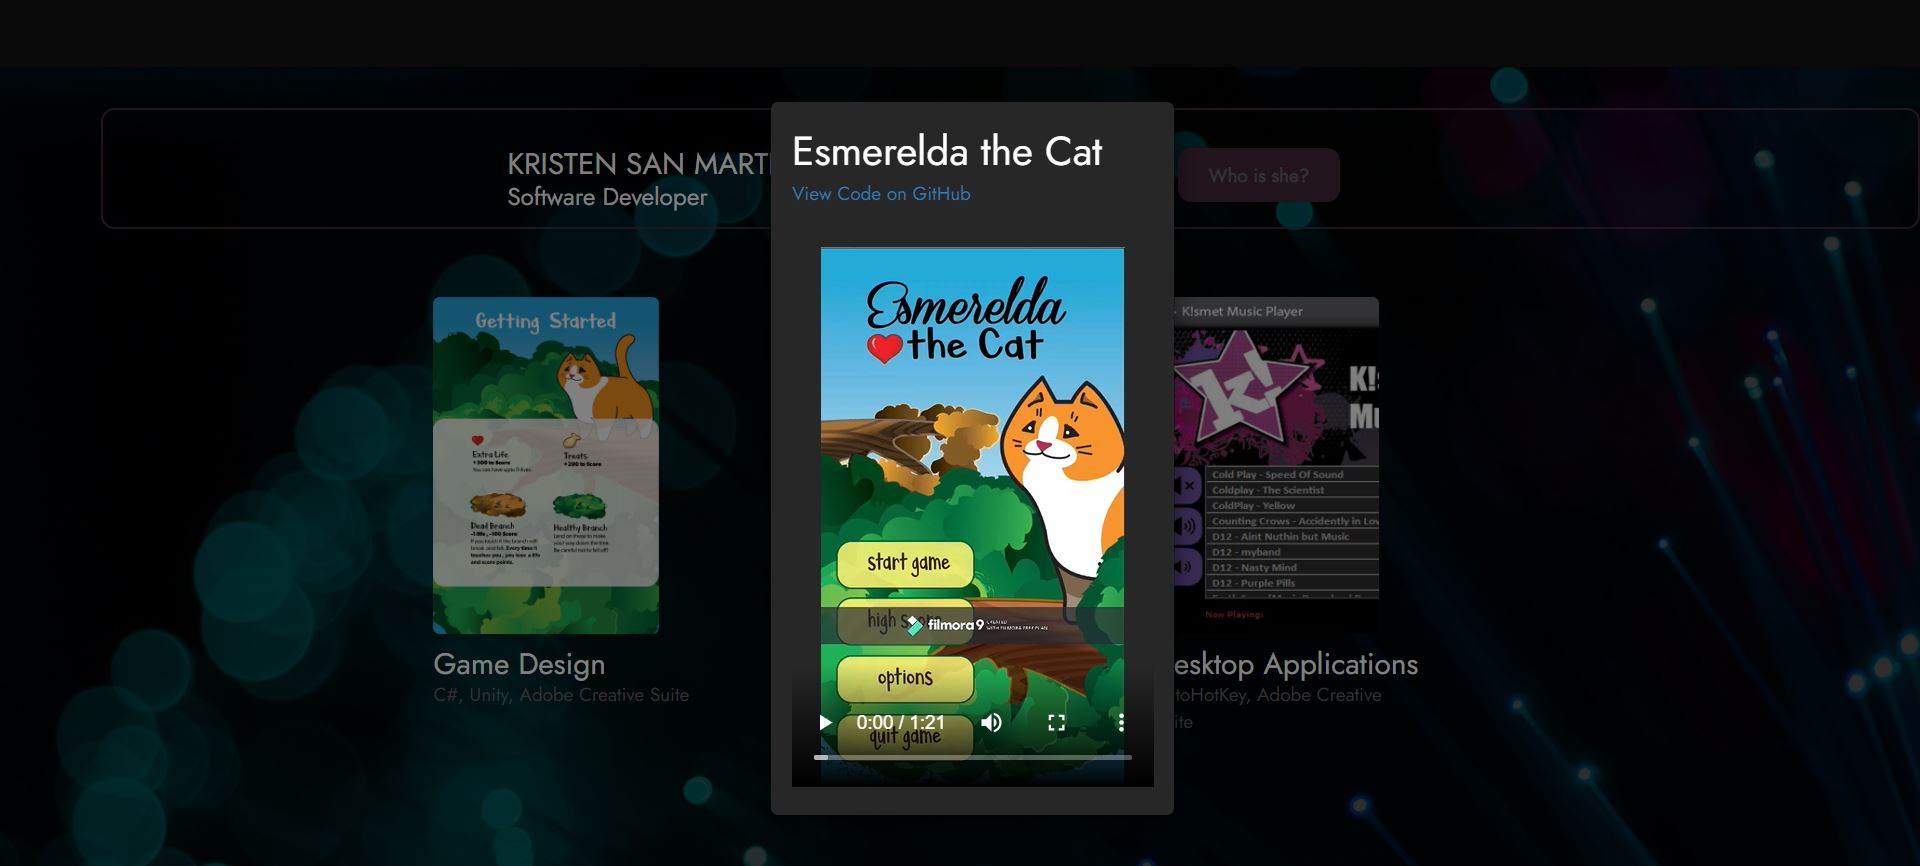 Esmerelda the Cat
View Code on GitHub
KRISTEN SAN MART
Software Developer
Who is she?
Getting Started
Extra Life
+300 to Score
You can have upto 9 lives.
Treats
+200 to Score
Dead Branch
-1 life, -100 Score
If you touch it the branch will
break and fall. Every time it
touches you, you lose a life
and score points.
Healthy Branch
Land on these to make
your way down the tree.
Be careful not to fall off!
Game Design
C#, Unity, Adobe Creative Suite
Esmerelda
the Cat
start game
high
filmora9
CREATED
WITH FILMORA FREE PLAN
options
0:00 / 1:21
quit game
K!smet Music Player
k!
K!
Mu
Cold Play - Speed Of Sound
Coldplay - The Scientist
ColdPlay - Yellow
Counting Crows - Accidently in Lov
D12 - Aint Nuthin but Music
D12 - myband
D12 - Nasty Mind
D12 - Purple Pills
Now Playing:
esktop Applications
toHotKey, Adobe Creative
ite